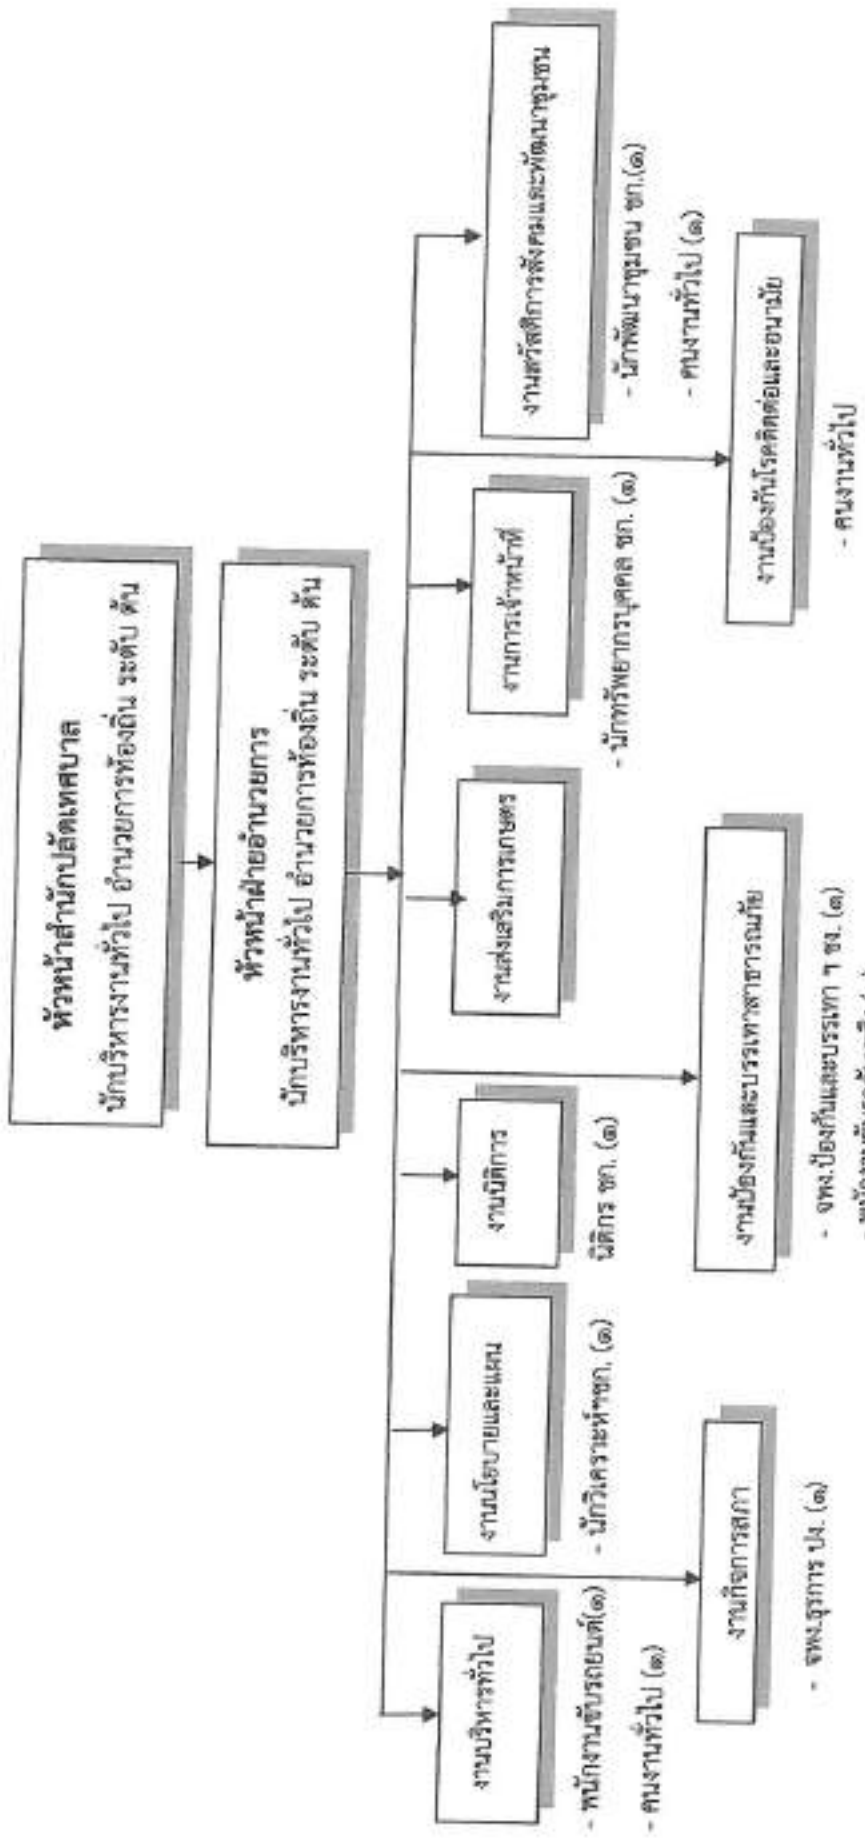 หัวหน้าสำนักปลัดเทศบาล
นักบริหารงานทั่วไป อำนวยการท้องถิ่น ระดับ ต้น
หัวหน้าฝ่ายอำนวยการ
นักบริหารงานทั่วไป อำนวยการท้องถิ่น ระดับ ต้น
งานบริหารทั่วไป
- พนักงานขับรถยนต์(๑)
- คนงานทั่วไป (๑)
งานนโยบายและแผน
- นักวิเคราะห์ฯชก. (๑)
งานนิติการ
นิติกร ชก. (๑)
งานส่งเสริมการเกษตร
งานการเจ้าหน้าที่
- นักทรัพยากรบุคคล ชก. (๑)
งานสวัสดิการสังคมและพัฒนาชุมชน
- นักพัฒนาชุมชน ชก.(๑)
- คนงานทั่วไป (๑)
งานกิจการสภา
- จพง.ธุรการ ปง. (๑)
งานป้องกันและบรรเทาสาธารณภัย
- จพง.ป้องกันและบรรเทา ฯ ชง. (๑)
งานป้องกันโรคติดต่อและอนามัย
- คนงานทั่วไป